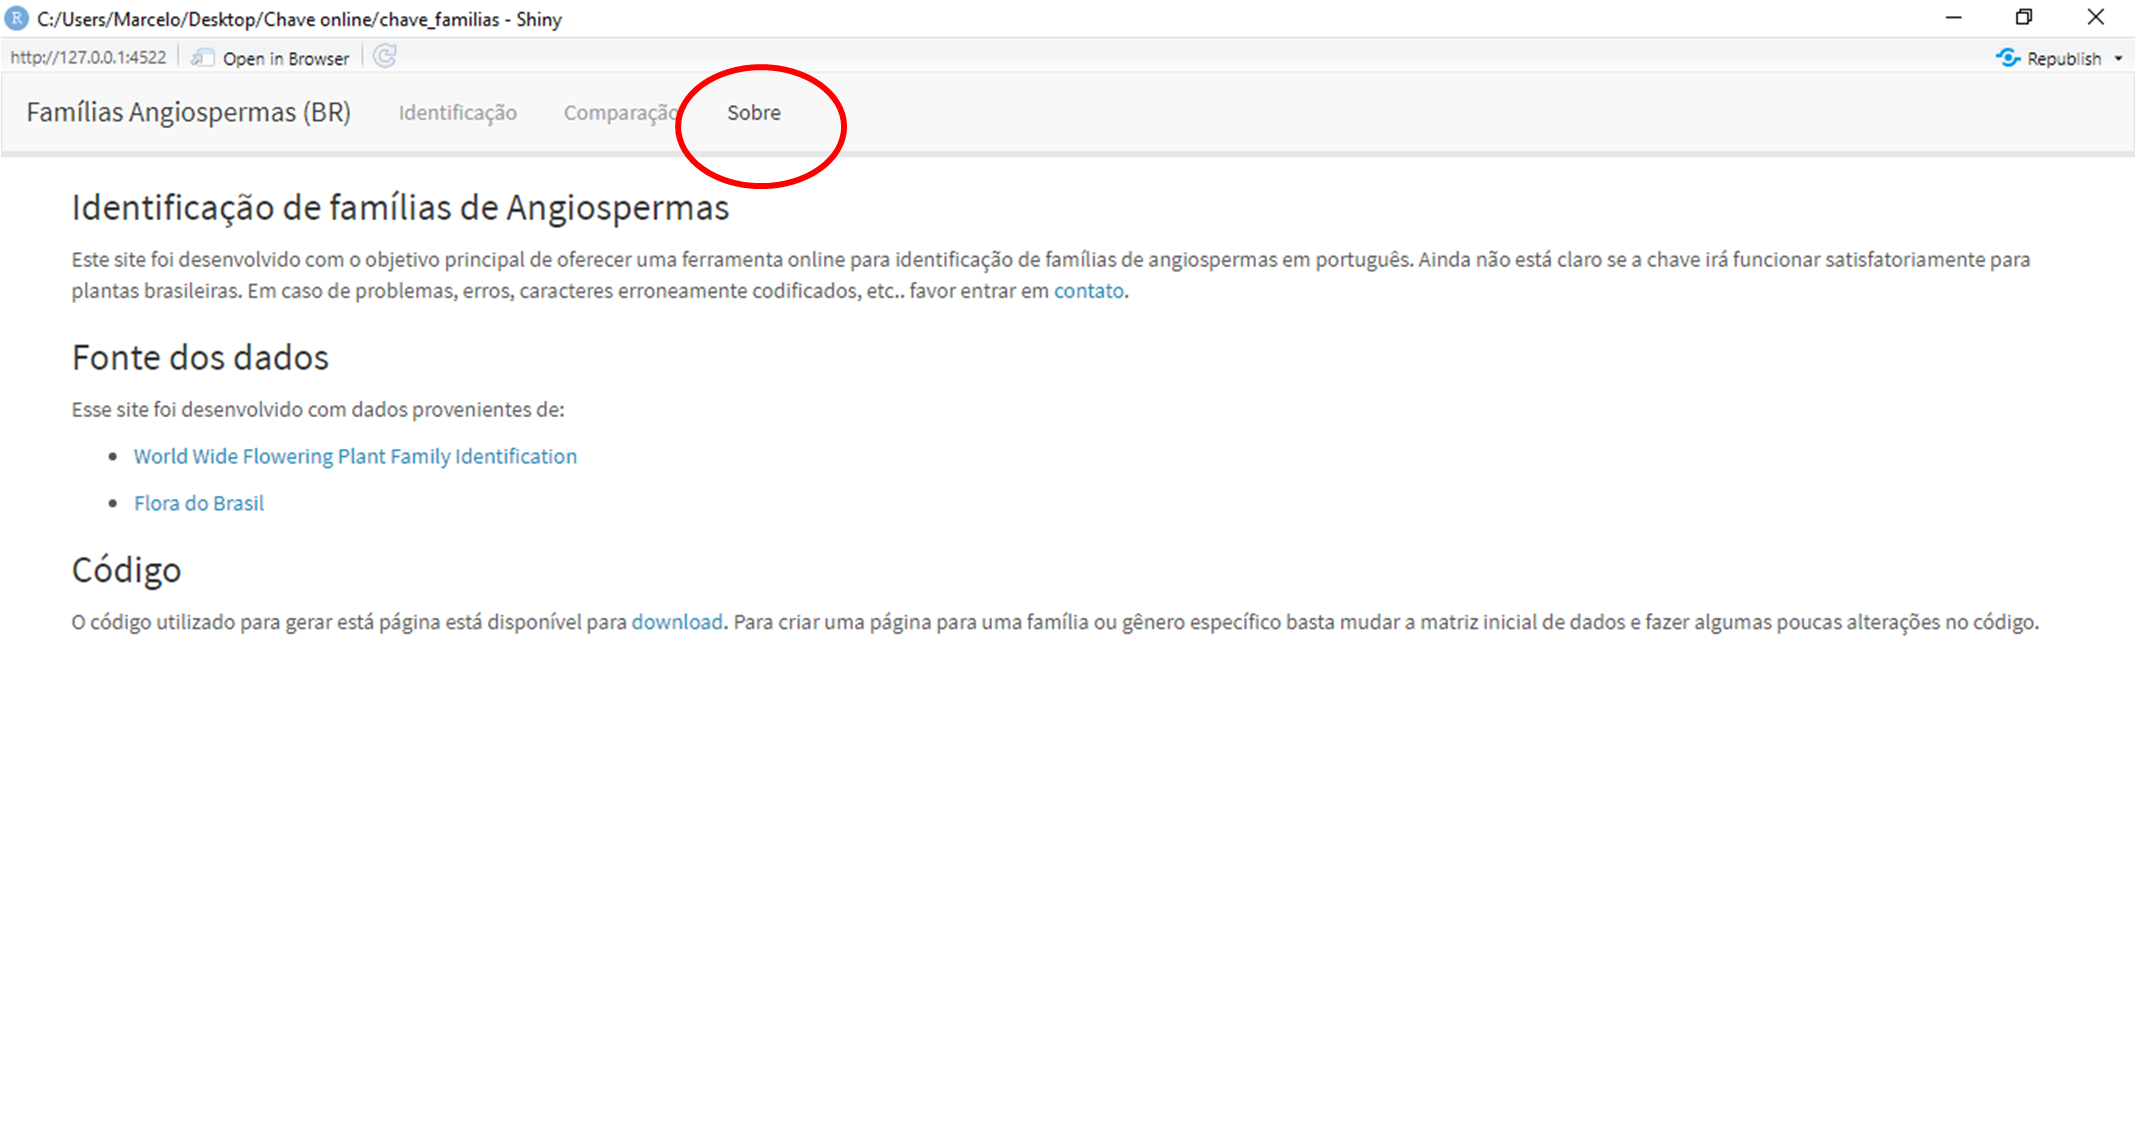 R C:/Users/Marcelo/Desktop/Chave online/chave_familias - Shiny
http://127.0.0.1:4522 Open in Browser Republish
Famílias Angiospermas (BR) Identificação Comparação Sobre
Identificação de famílias de Angiospermas
Este site foi desenvolvido com o objetivo principal de oferecer uma ferramenta online para identificação de famílias de angiospermas em português. Ainda não está claro se a chave irá funcionar satisfatoriamente para
plantas brasileiras. Em caso de problemas, erros, caracteres erroneamente codificados, etc.. favor entrar em contato.
Fonte dos dados
Esse site foi desenvolvido com dados provenientes de:
• World Wide Flowering Plant Family Identification
• Flora do Brasil
Código
O código utilizado para gerar está página está disponível para download. Para criar uma página para uma família ou gênero específico basta mudar a matriz inicial de dados e fazer algumas poucas alterações no código.